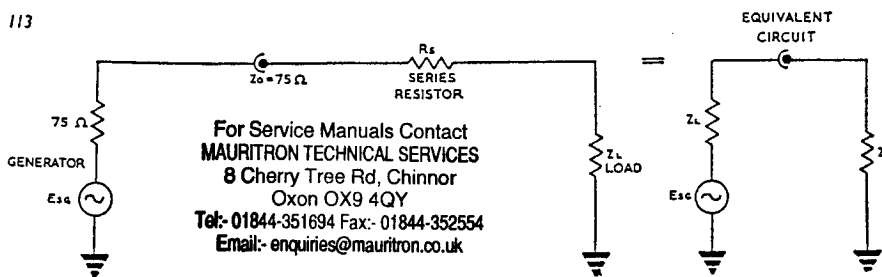 113
EQUIVALENT
CIRCUIT
Rs
SERIES
RESISTOR
Zo=75Ω
=
75 Ω
GENERATOR
Esc
ZL
LOAD
ZL
Esc
For Service Manuals Contact
MAURITRON TECHNICAL SERVICES
8 Cherry Tree Rd, Chinnor
Oxon OX9 4QY
Tel:- 01844-351694 Fax:- 01844-352554
Email:- enquiries@mauritron.co.uk